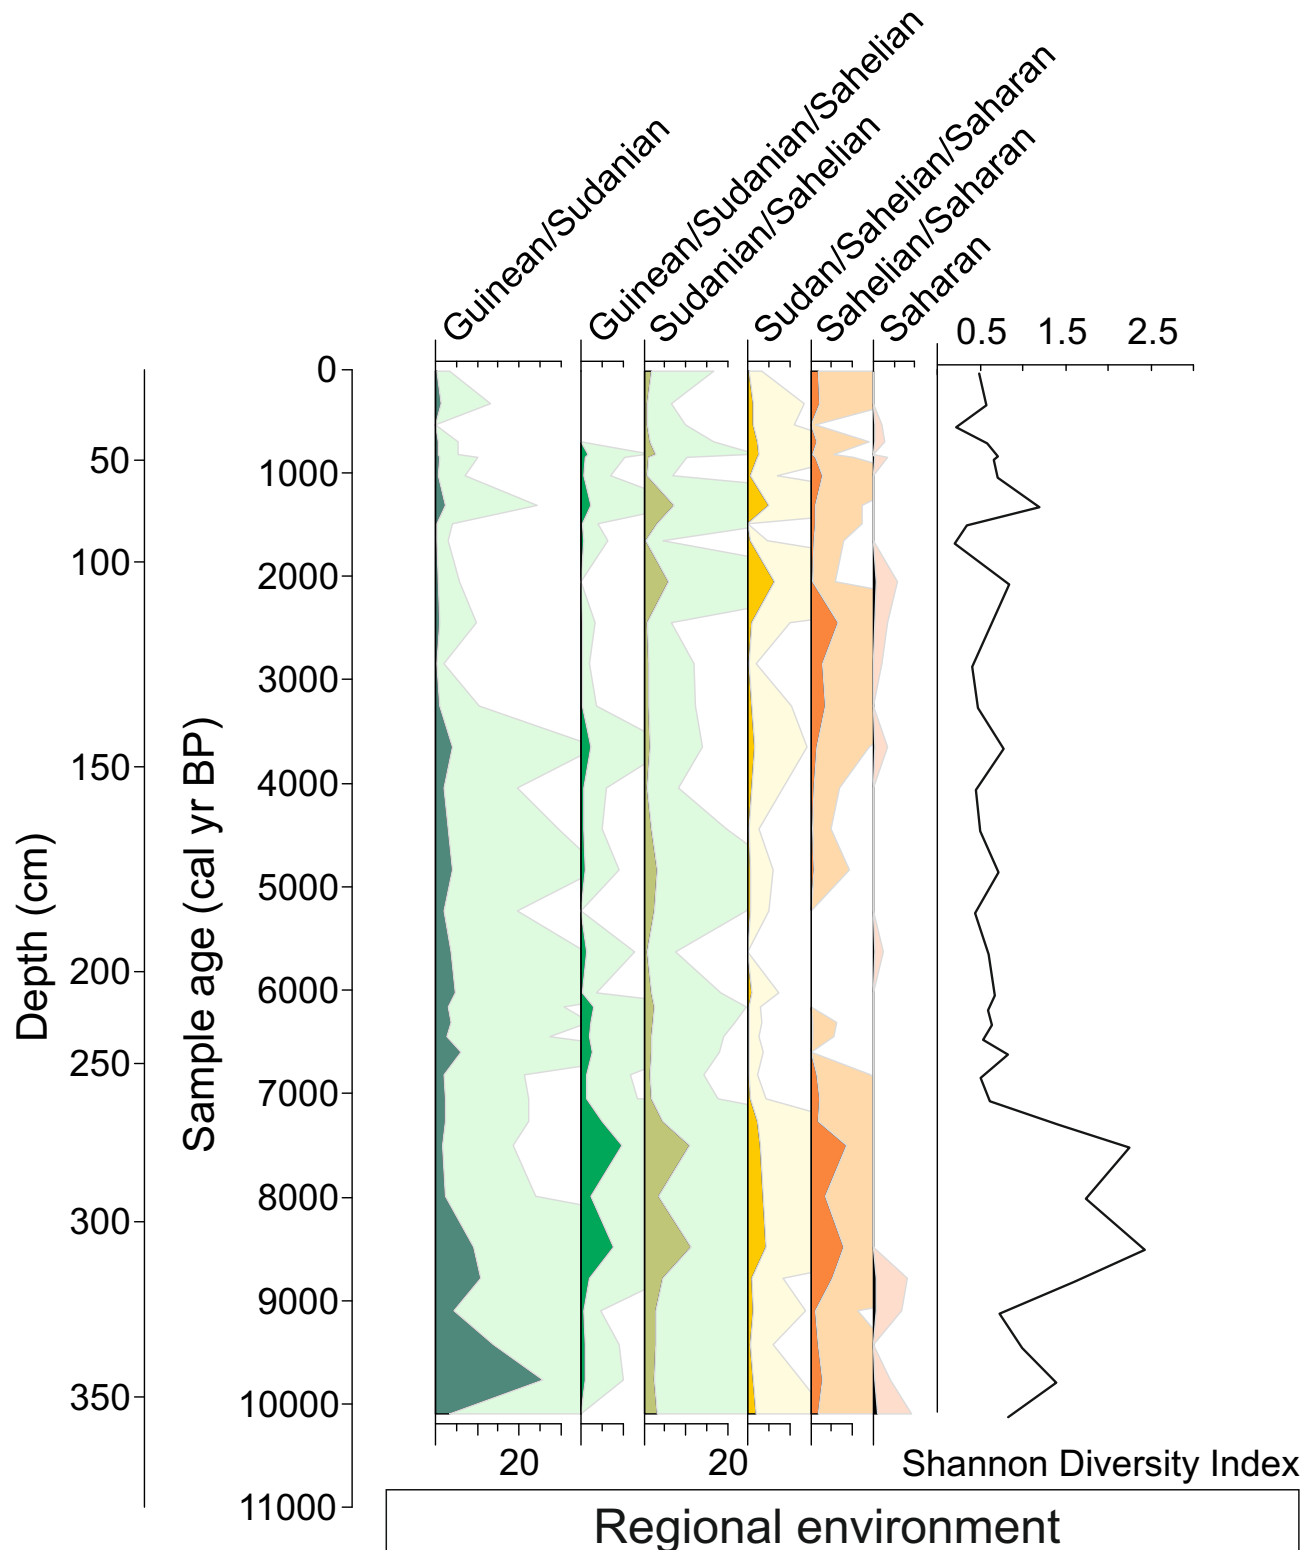 Guinean/Sudanian
Guinean/Sudanian/Sahelian
Sudanian/Sahelian
Sudan/Sahelian/Saharan
Sahelian/Saharan
Saharan
0.5 1.5 2.5
Depth (cm)
50
100
150
200
250
300
350
Sample age (cal yr BP)
0
1000
2000
3000
4000
5000
6000
7000
8000
9000
10000
11000
20 20 Shannon Diversity Index
Regional environment